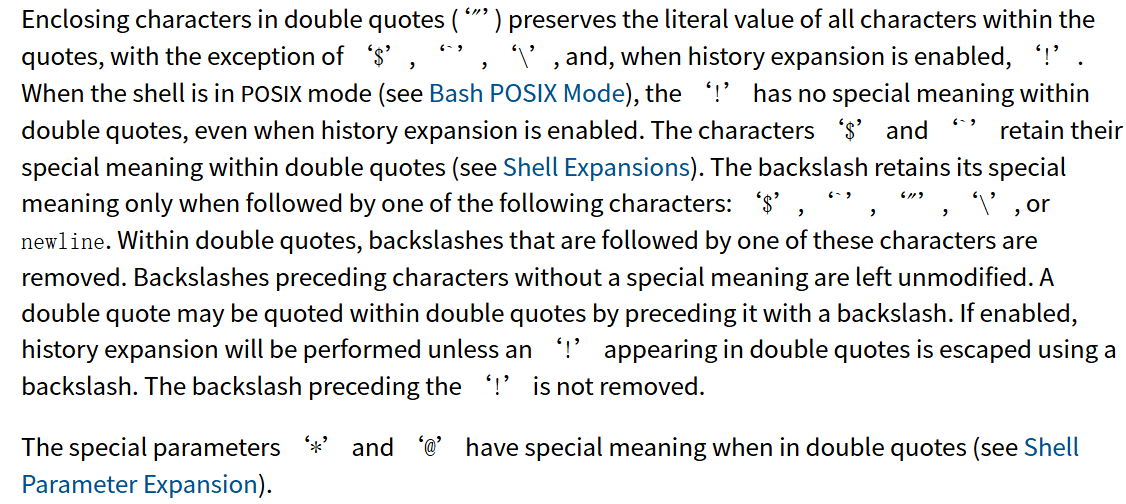 Enclosing characters in double quotes (‘"’) preserves the literal value of all characters within the
quotes, with the exception of ‘$’, ‘`’, ‘\’, and, when history expansion is enabled, ‘!’.
When the shell is in POSIX mode (see Bash POSIX Mode), the ‘!’ has no special meaning within
double quotes, even when history expansion is enabled. The characters ‘$’ and ‘`’ retain their
special meaning within double quotes (see Shell Expansions). The backslash retains its special
meaning only when followed by one of the following characters: ‘$’, ‘`’, ‘"’, ‘\’, or
newline. Within double quotes, backslashes that are followed by one of these characters are
removed. Backslashes preceding characters without a special meaning are left unmodified. A
double quote may be quoted within double quotes by preceding it with a backslash. If enabled,
history expansion will be performed unless an ‘!’ appearing in double quotes is escaped using a
backslash. The backslash preceding the ‘!’ is not removed.
The special parameters ‘*’ and ‘@’ have special meaning when in double quotes (see Shell
Parameter Expansion).